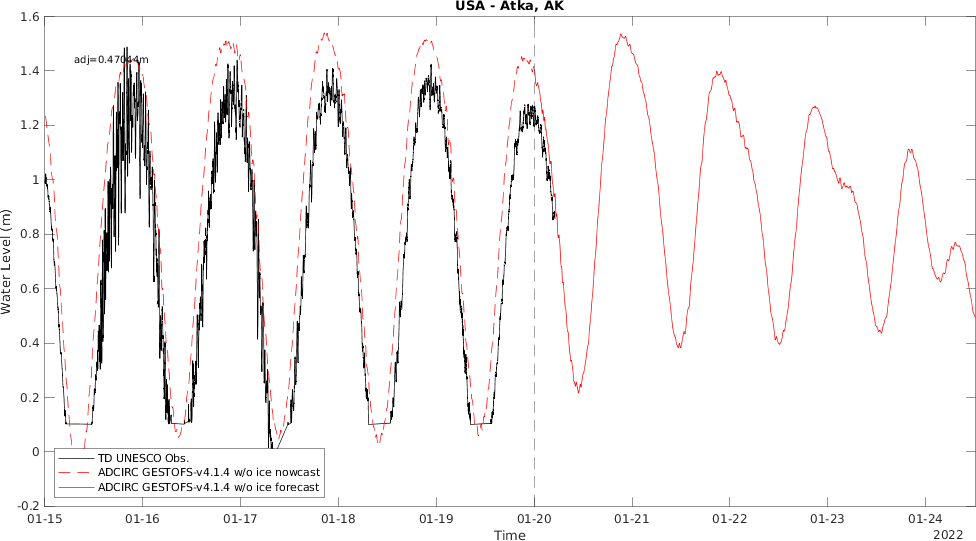 USA - Atka, AK
1.6
1.4
1.2
1
0.8
0.6
0.4
0.2
0
-0.2
Water Level (m)
adj=0.47044m
TD UNESCO Obs.
ADCIRC GESTOFS-v4.1.4 w/o ice nowcast
ADCIRC GESTOFS-v4.1.4 w/o ice forecast
01-15 01-16 01-17 01-18 01-19 01-20 01-21 01-22 01-23 01-24
Time
2022